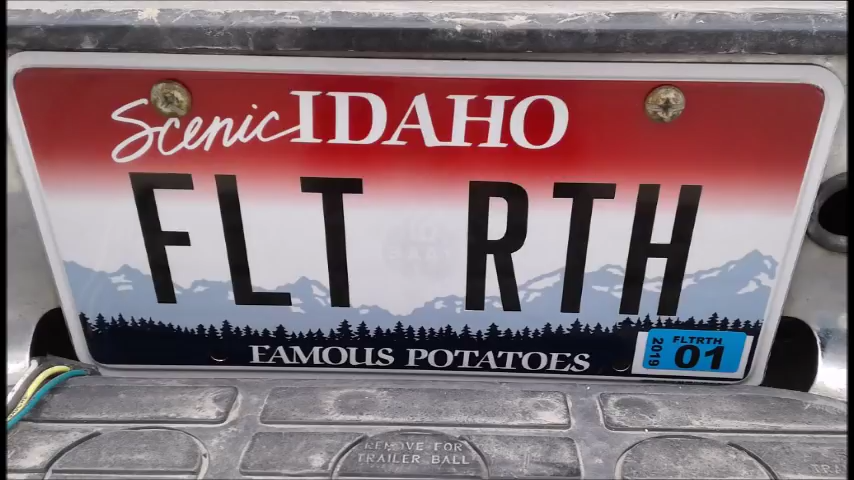 Scenic IDAHO
FLT RTH
FAMOUS POTATOES
2019
FLTRTH
01
REMOVE FOR
TRAILER BALL